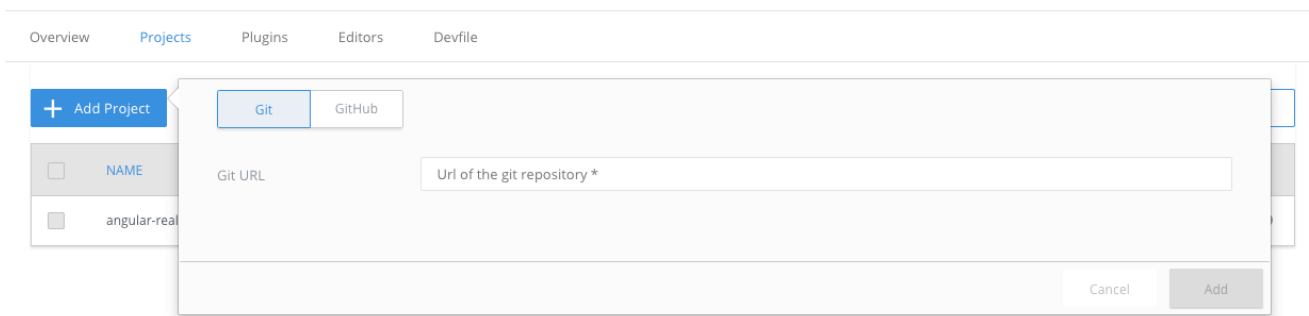 Overview Projects Plugins Editors Devfile
Add Project
Git GitHub
NAME
Git URL Url of the git repository *
angular-real
Cancel Add